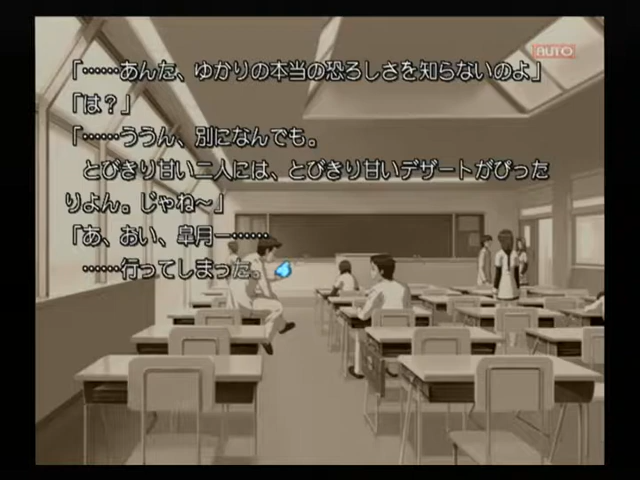 AUTO
「……あんた、ゆかりの本当の恐ろしさを知らないのよ」
「は？」
「……ううん、別になんでも。
とびきり甘い二人には、とびきり甘いデザートがぴった
りよん。じゃね～」
「あ、おい、皐月ー……
……行ってしまった。